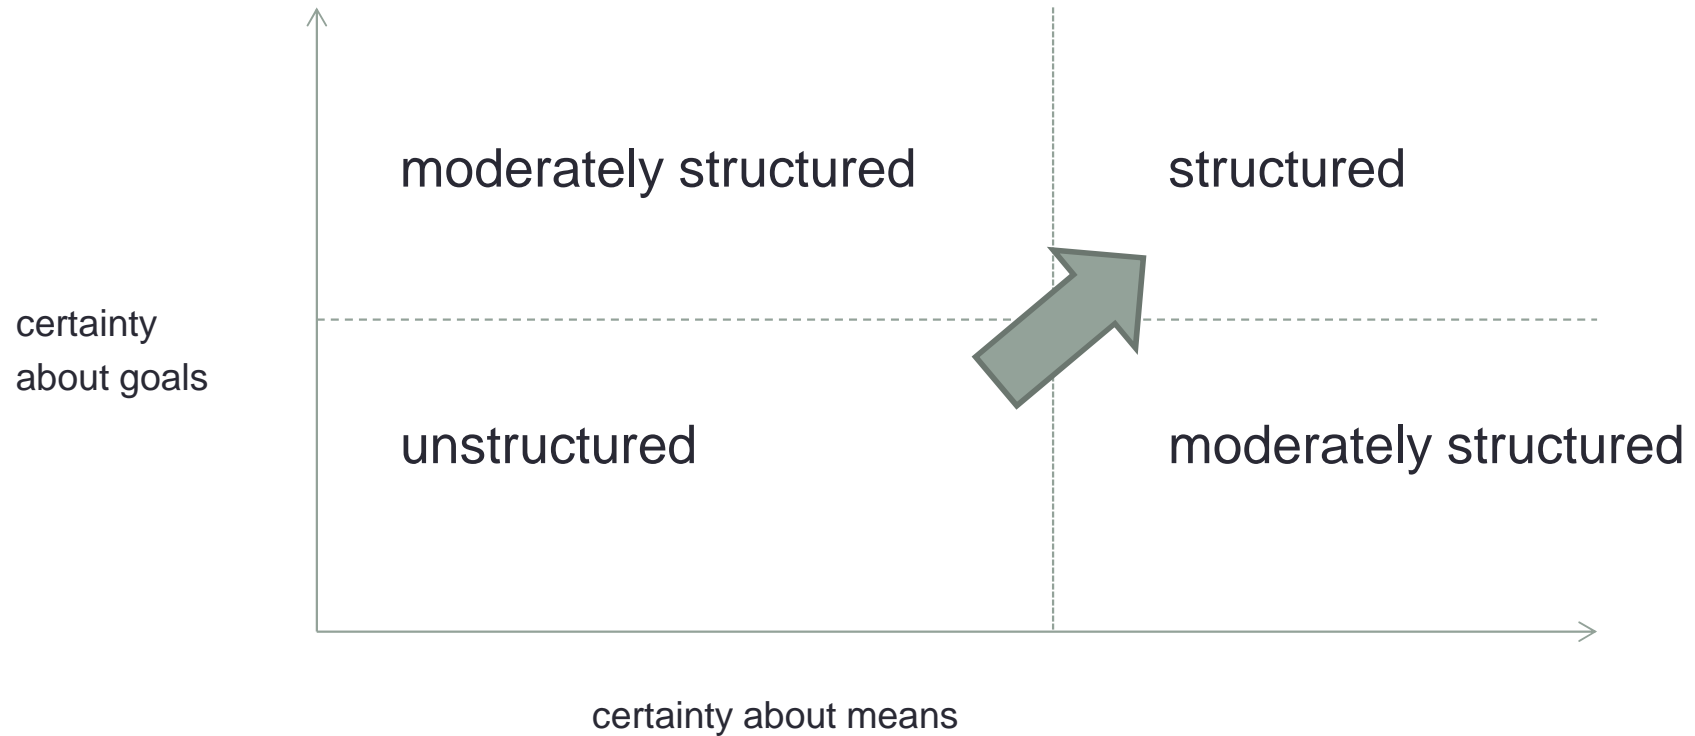 moderately structured
structured
certainty
about goals
unstructured
moderately structured
certainty about means